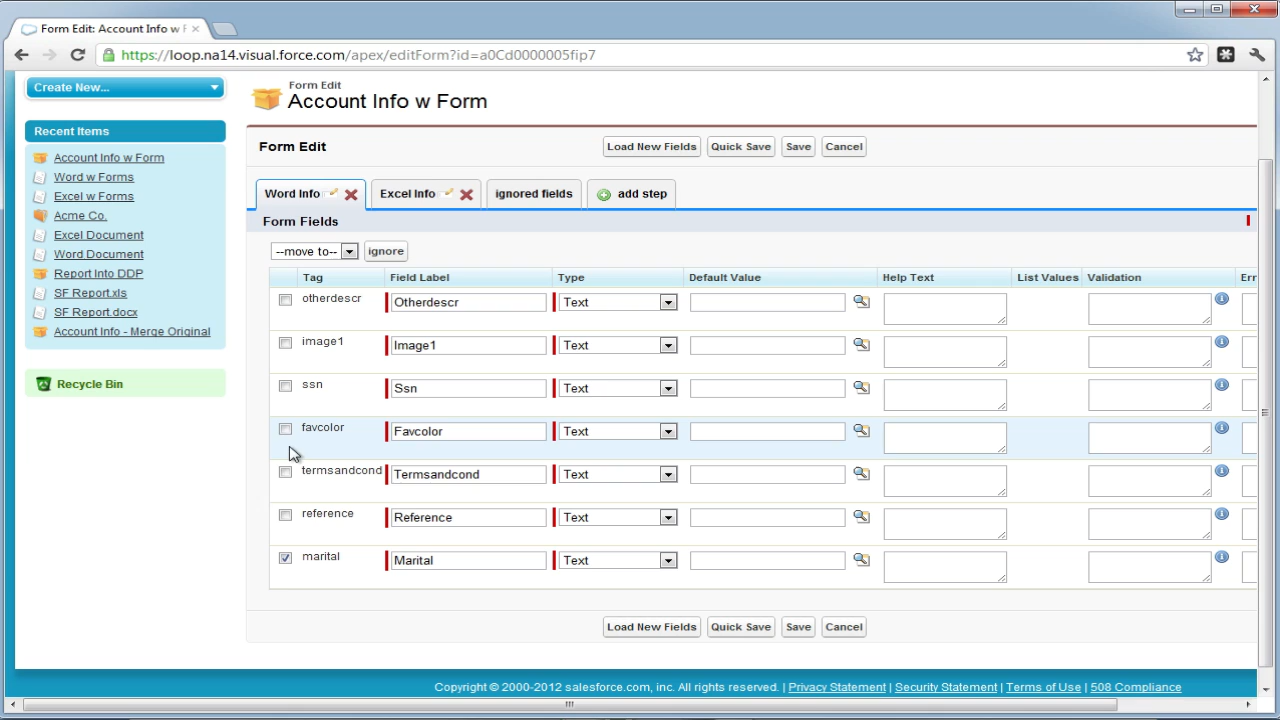 Form Edit: Account Info w F
https://loop.na14.visual.force.com/apex/editForm?id=a0Cd0000005fip7
Create New...
Recent Items
Account Info w Form
Word w Forms
Excel w Forms
Acme Co.
Excel Document
Word Document
Report Into DDP
SF Report.xls
SF Report.docx
Account Info - Merge Original
Recycle Bin
Form Edit
Account Info w Form
Form Edit Load New Fields Quick Save Save Cancel
Word Info Excel Info ignored fields add step
Form Fields
--move to-- ignore
Tag Field Label Type Default Value Help Text List Values Validation Err
otherdescr Otherdescr Text
image1 Image1 Text
ssn Ssn Text
favcolor Favcolor Text
termsandcond Termsandcond Text
reference Reference Text
marital Marital Text
Load New Fields Quick Save Save Cancel
Copyright © 2000-2012 salesforce.com, inc. All rights reserved. | Privacy Statement | Security Statement | Terms of Use | 508 Compliance